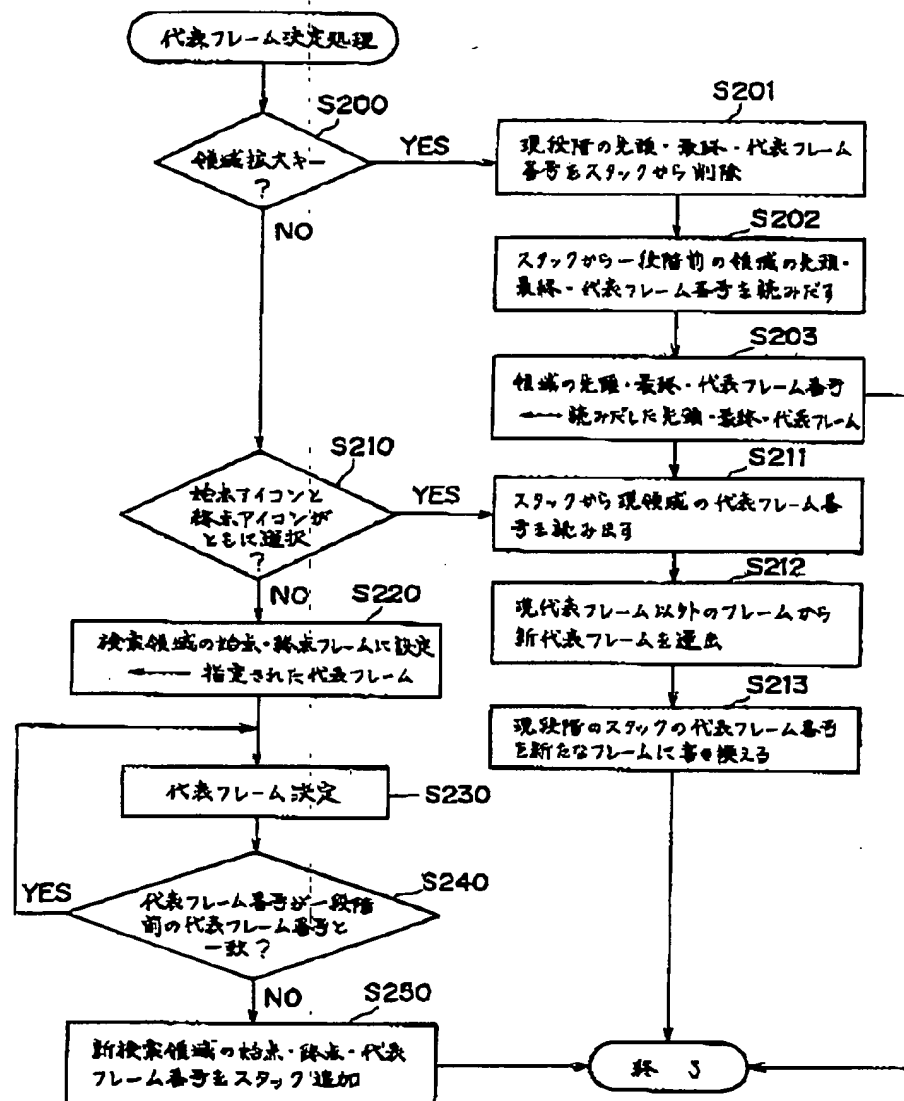 代表フレーム決定処理
S200
領域拡大キー
?
YES
NO
S201
現段階の先頭・最終・代表フレーム
番号をスタックから削除
S202
スタックから一段階前の領域の先頭・
最終・代表フレーム番号を読みだす
S203
領域の先頭・最終・代表フレーム番号
← 読みだした先頭・最終・代表フレーム
S210
始点アイコンと
終点アイコンが
ともに選択
?
YES
NO
S211
スタックから現領域の代表フレーム番
号を読み出す
S212
現代表フレーム以外のフレームから
新代表フレームを選出
S213
現段階のスタックの代表フレーム番号
を新たなフレームに書き換える
S220
検索領域の始点・終点フレームに設定
← 指定された代表フレーム
代表フレーム決定
S230
S240
代表フレーム番号が一段階
前の代表フレーム番号と
一致?
YES
NO
S250
新検索領域の始点・終点・代表
フレーム番号をスタック追加
終了